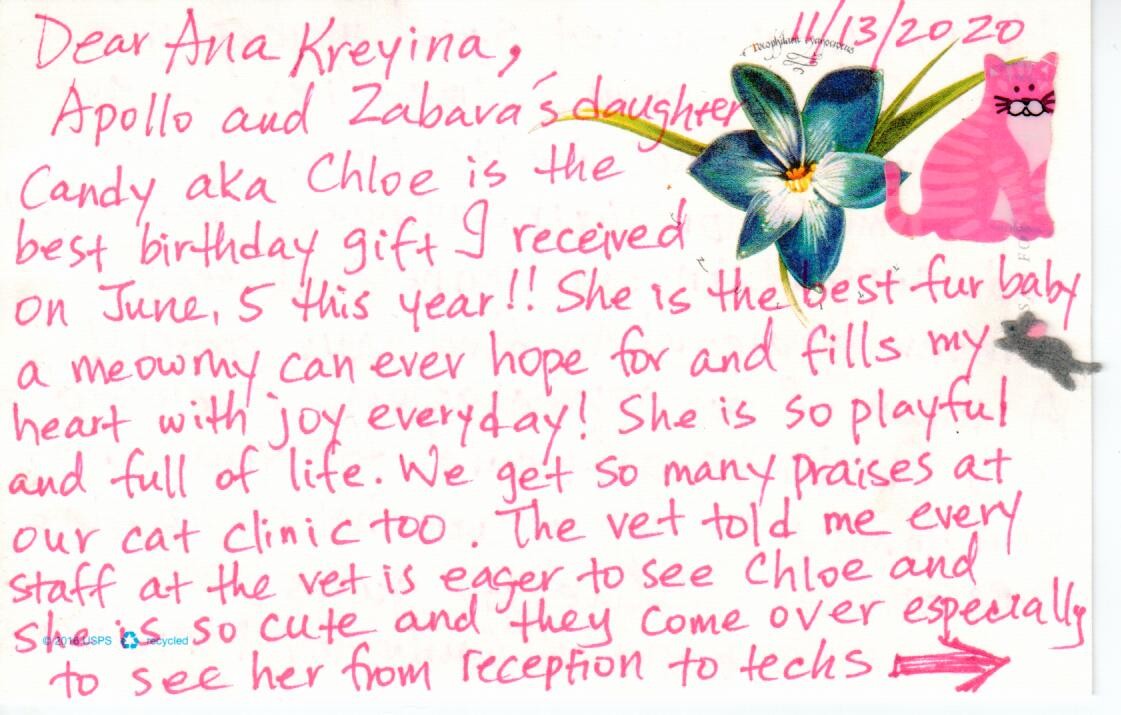 11/13/2020
Dear Ana Kreyina,
Apollo and Zabava's daughter
Candy aka Chloe is the
best birthday gift I received
on June, 5 this year!! She is the best fur baby
a meowmy can ever hope for and fills my
heart with joy everyday! She is so playful
and full of life. We get so many praises at
our cat clinic too. The vet told me every
staff at the vet is eager to see Chloe and
she is so cute and they come over especially
© 2016 USPS recycled
to see her from reception to techs